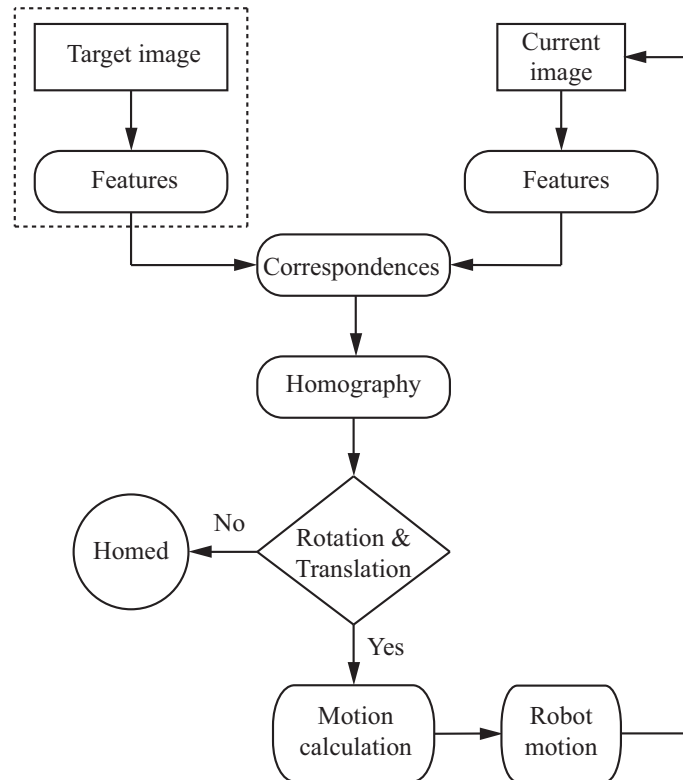 Target image
Current
image
Features
Features
Correspondences
Homography
No
Rotation &
Translation
Homed
Yes
Motion
calculation
Robot
motion